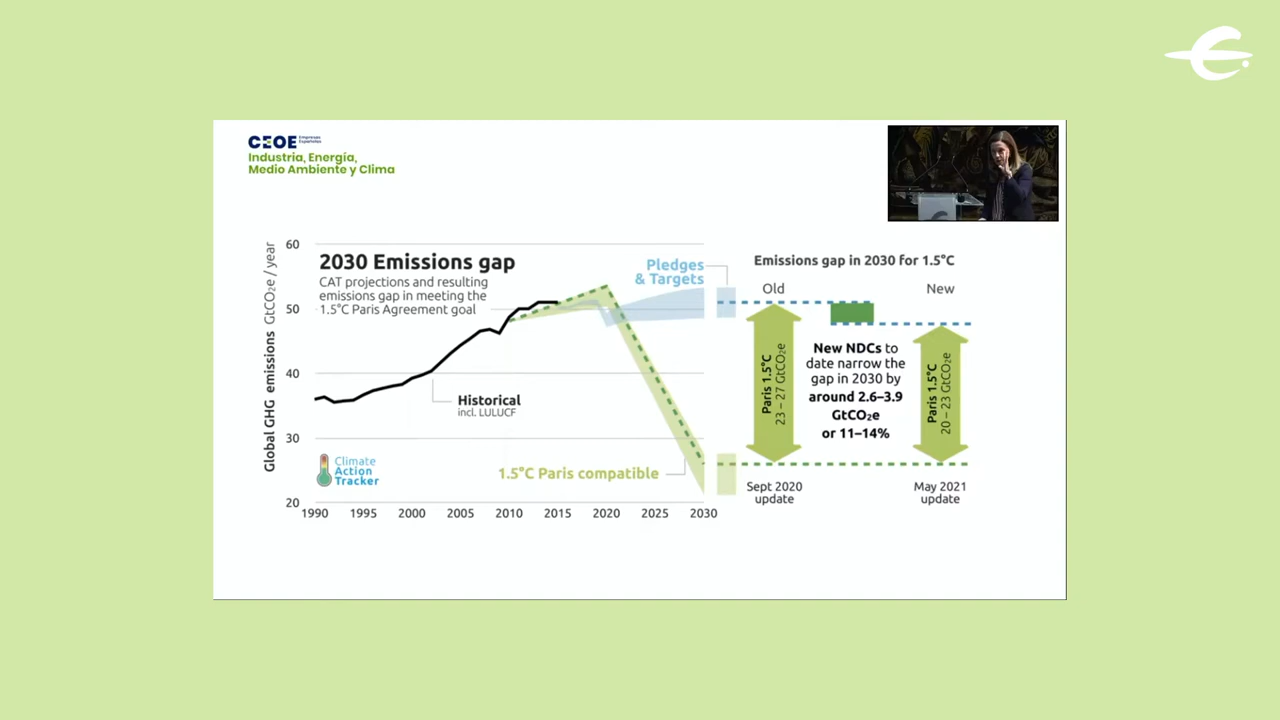 CEOE
Empresas
Españolas
Industria, Energía,
Medio Ambiente y Clima
Global GHG emissions GtCO₂e / year
60
50
40
30
20
2030 Emissions gap
CAT projections and resulting
emissions gap in meeting the
1.5°C Paris Agreement goal
Pledges
& Targets
Historical
incl. LULUCF
1.5°C Paris compatible
Climate
Action
Tracker
1990 1995 2000 2005 2010 2015 2020 2025 2030
Emissions gap in 2030 for 1.5°C
Old
New
Paris 1.5°C
23 – 27 GtCO₂e
New NDCs to
date narrow the
gap in 2030 by
around 2.6–3.9
GtCO₂e
or 11–14%
Paris 1.5°C
20 – 23 GtCO₂e
Sept 2020
update
May 2021
update